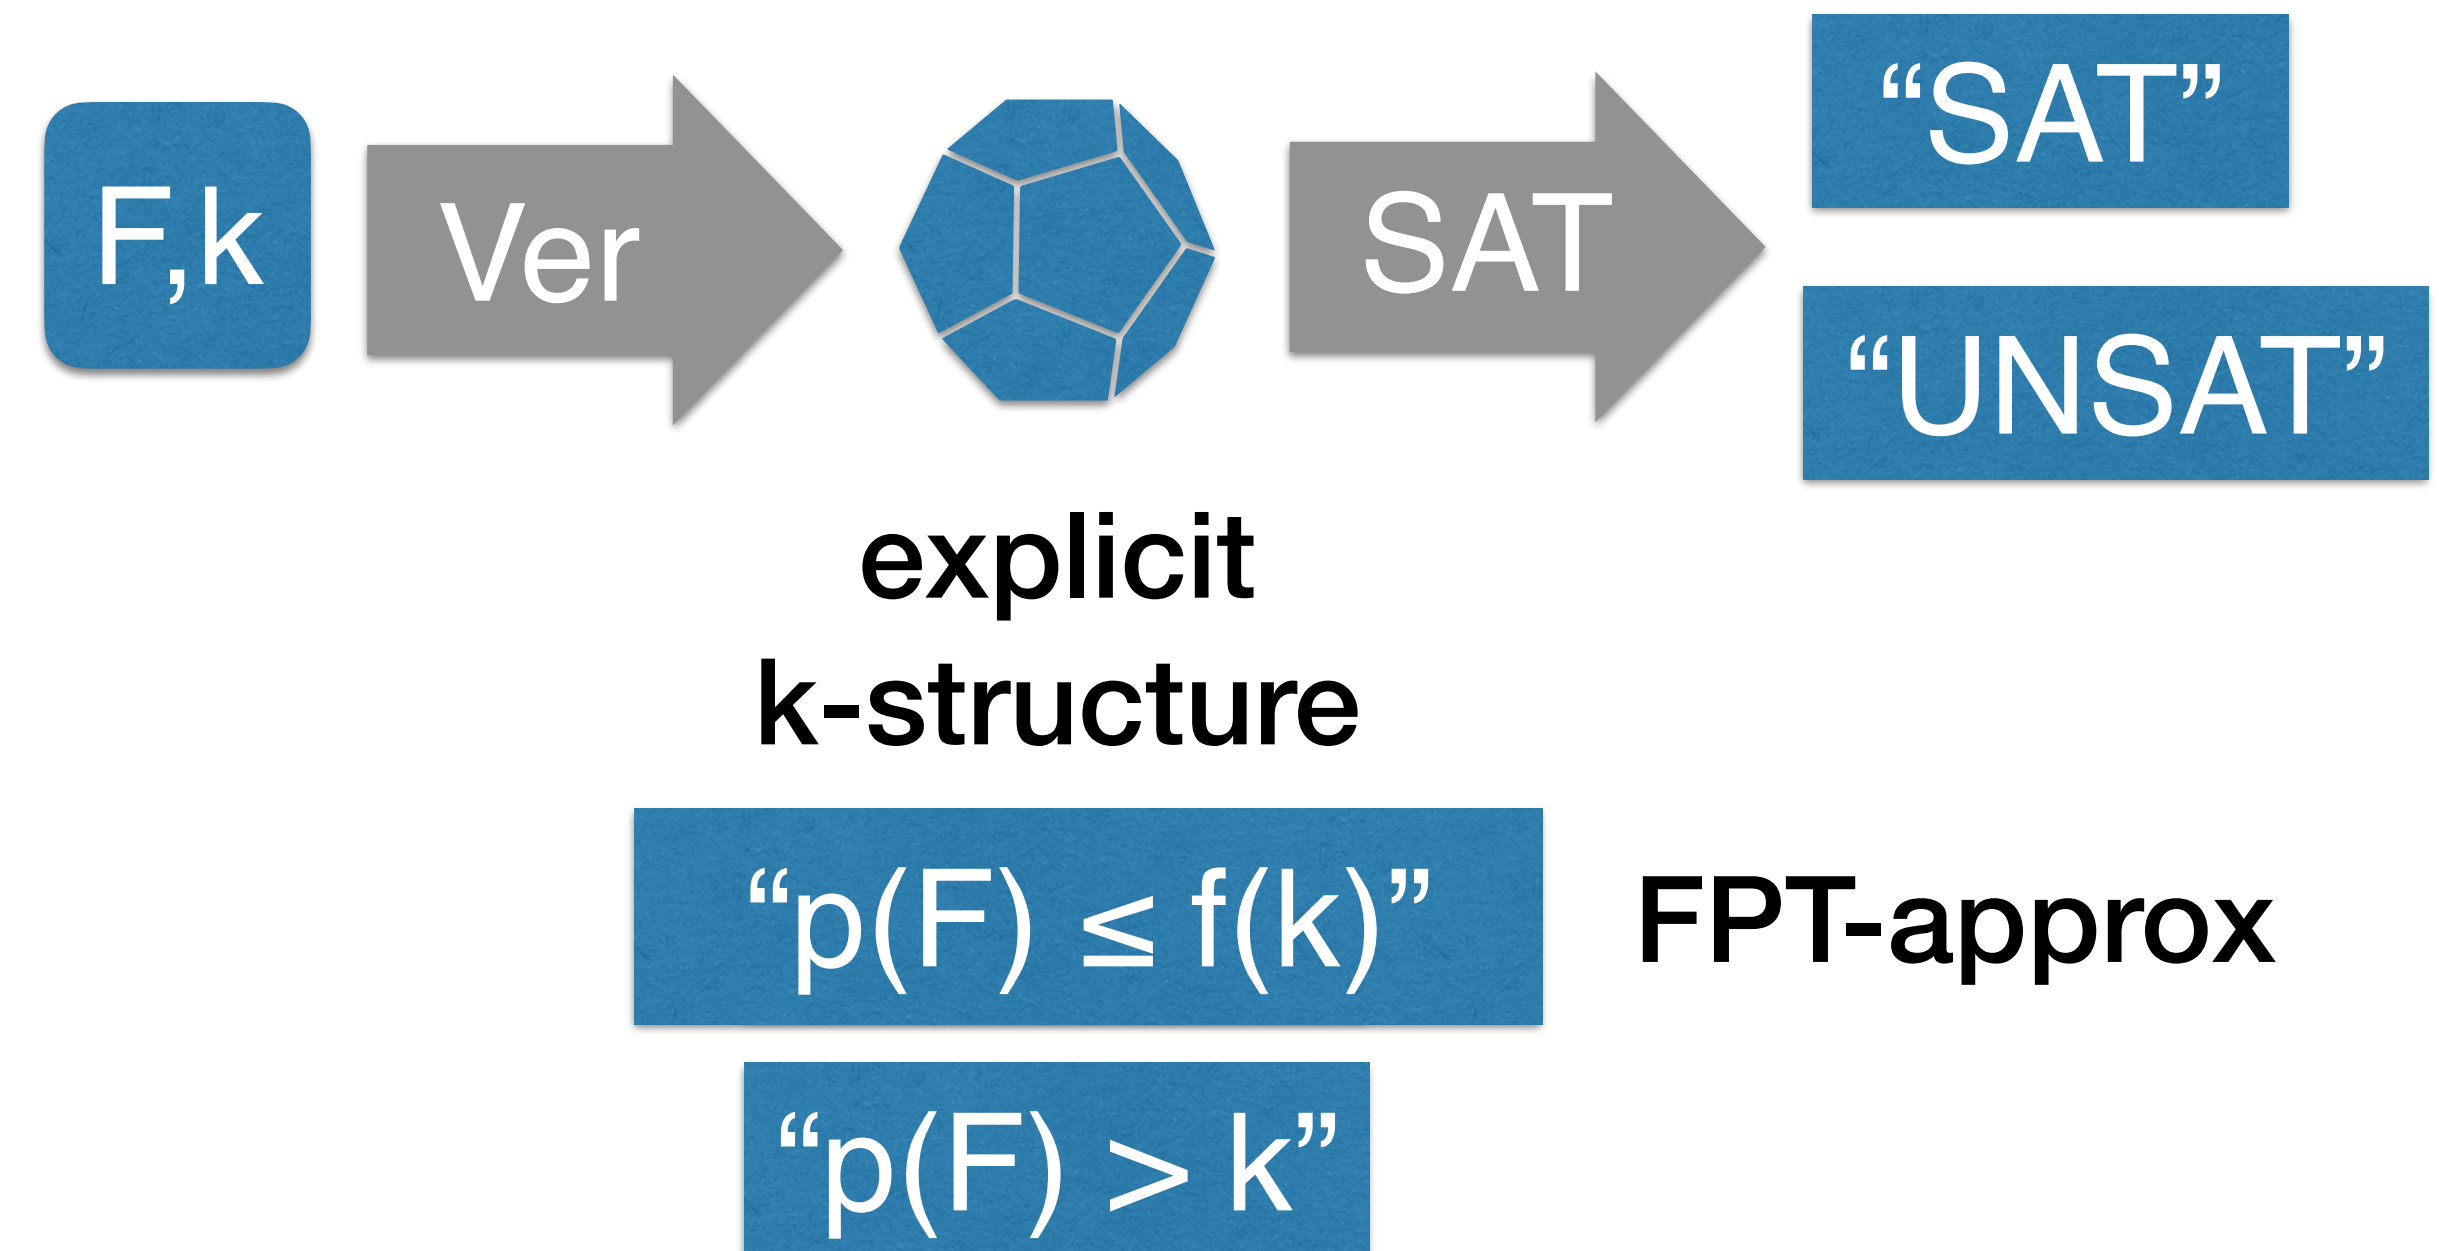 F,k
Ver
SAT
“SAT”
“UNSAT”
explicit
k-structure
“p(F) ≤ f(k)”
FPT-approx
“p(F) > k”